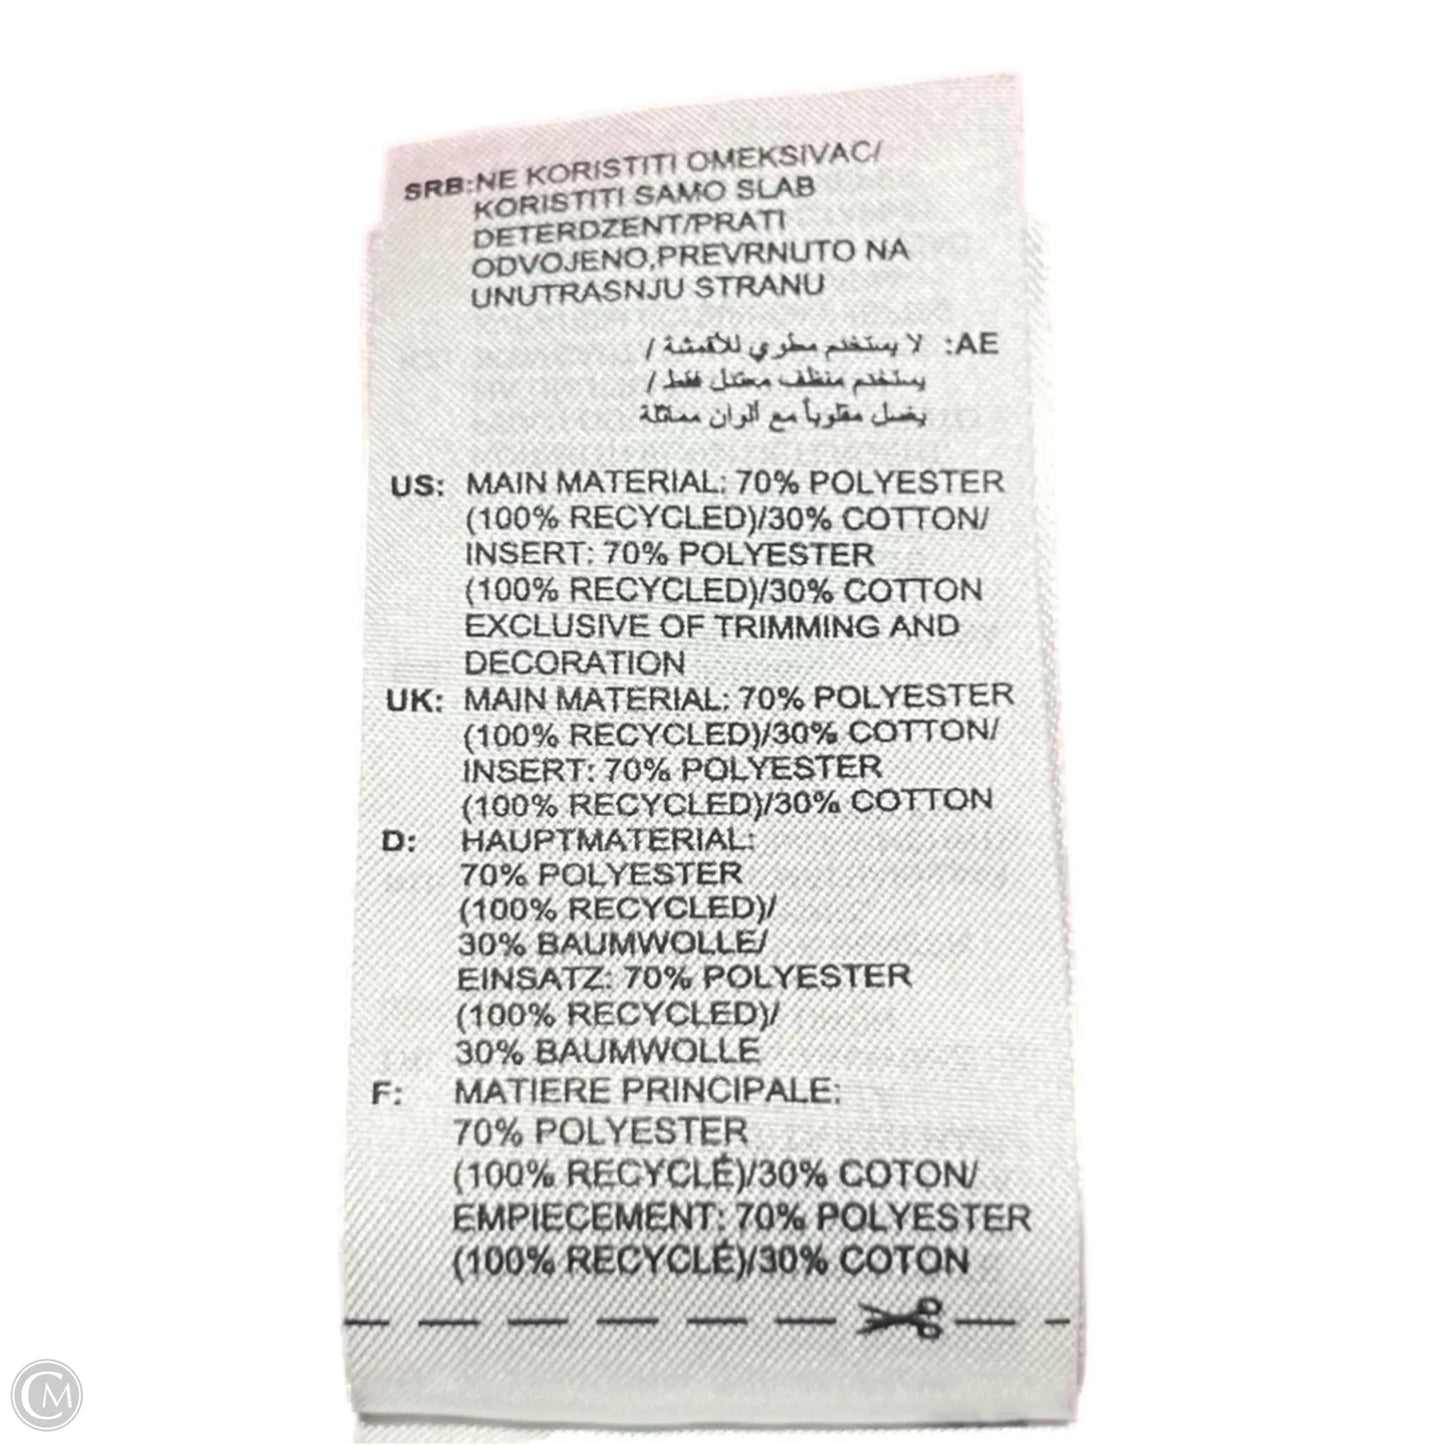 SRB:NE KORISTITI OMEKSIVAC/
KORISTITI SAMO SLAB
DETERDZENT/PRATI
ODVOJENO,PREVRNUTO NA
UNUTRASNJU STRANU
AE: لا يستخدم مطري للأقمشة /
يستخدم منظف معتدل فقط /
يغسل مقلوباً مع ألوان مماثلة
US: MAIN MATERIAL: 70% POLYESTER
(100% RECYCLED)/30% COTTON/
INSERT: 70% POLYESTER
(100% RECYCLED)/30% COTTON
EXCLUSIVE OF TRIMMING AND
DECORATION
UK: MAIN MATERIAL: 70% POLYESTER
(100% RECYCLED)/30% COTTON/
INSERT: 70% POLYESTER
(100% RECYCLED)/30% COTTON
D: HAUPTMATERIAL:
70% POLYESTER
(100% RECYCLED)/
30% BAUMWOLLE/
EINSATZ: 70% POLYESTER
(100% RECYCLED)/
30% BAUMWOLLE
F: MATIERE PRINCIPALE:
70% POLYESTER
(100% RECYCLÉ)/30% COTON/
EMPIECEMENT: 70% POLYESTER
(100% RECYCLÉ)/30% COTON
CM